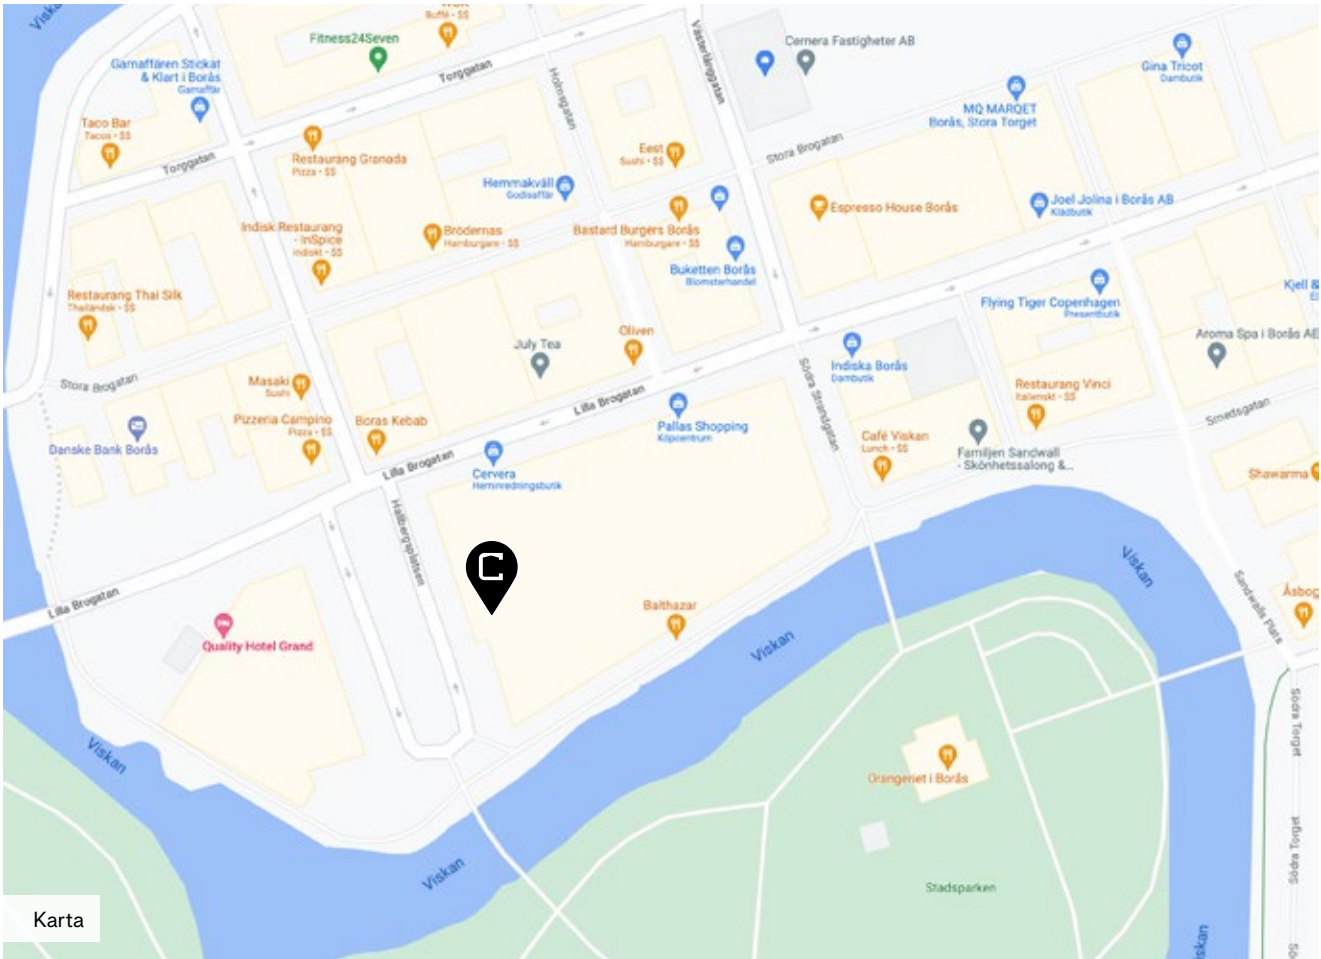 Wok
Buffé • $$
Fitness24Seven
Torggatan
Holmsgatan
Västerlånggatan
Cernera Fastigheter AB
Gina Tricot
Dambutik
MQ MARQET
Borås, Stora Torget
Garnaffären Stickat
& Klart i Borås
Garnaffär
Taco Bar
Tacos • $$
Torggatan
Restaurang Granada
Pizza • $$
Eest
Sushi • $$
Stora Brogatan
Hemmakväll
Godisaffär
Espresso House Borås
Joel Jolina i Borås AB
Klädbutik
Indisk Restaurang
- InSpice
Indiskt • $$
Brödernas
Hamburgare • $$
Bastard Burgers Borås
Hamburgare • $$
Buketten Borås
Blomsterhandel
Restaurang Thai Silk
Thailändsk • $$
Flying Tiger Copenhagen
Presentbutik
Kjell &
July Tea
Oliven
Aroma Spa i Borås AB
Stora Brogatan
Masaki
Sushi
Indiska Borås
Dambutik
Södra Strandgatan
Restaurang Vinci
Italienskt • $$
Smedsgatan
Lilla Brogatan
Pallas Shopping
Köpcentrum
Pizzeria Campino
Pizza • $$
Boras Kebab
Danske Bank Borås
Café Viskan
Lunch • $$
Familjen Sandwall
- Skönhetssalong &...
Lilla Brogatan
Cervera
Heminredningsbutik
Shawarma
Hallbergsplatsen
C
Viskan
Sandwalls Plats
Lilla Brogatan
Balthazar
Quality Hotel Grand
Viskan
Södra Torget
Viskan
Orangeriet i Borås
Södra Torget
Viskan
Stadsparken
Karta